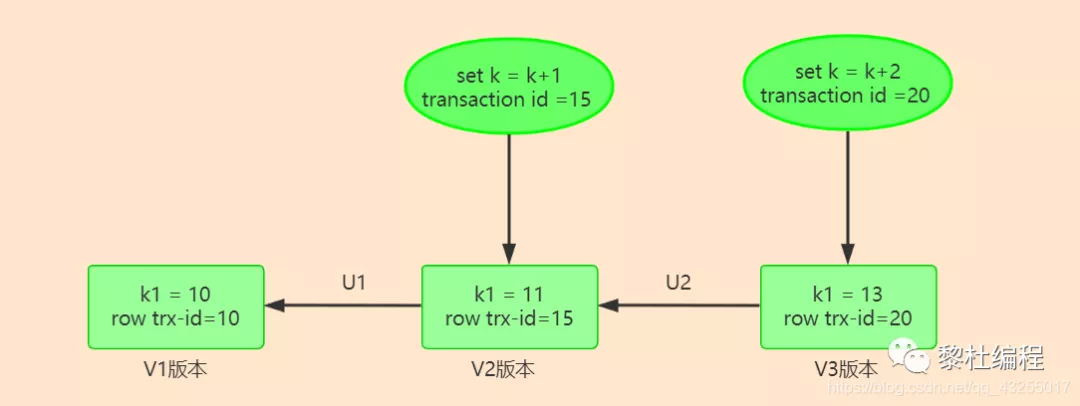 set k = k+1
transaction id =15
set k = k+2
transaction id =20
U1
U2
k1 = 10
row trx-id=10
k1 = 11
row trx-id=15
k1 = 13
row trx-id=20
V1版本
V2版本
V3版本
黎杜编程
https://blog.csdn.net/qq_43255017